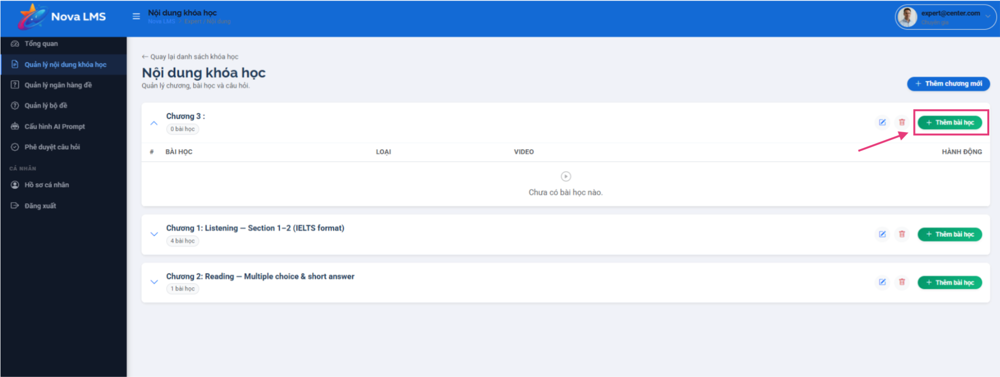 Nova LMS
Nội dung khóa học
Nova LMS > Expert / Nội dung
expert@center.com
Chuyên gia
Tổng quan
Quản lý nội dung khóa học
Quản lý ngân hàng đề
Quản lý bộ đề
Cấu hình AI Prompt
Phê duyệt câu hỏi
CÁ NHÂN
Hồ sơ cá nhân
Đăng xuất
← Quay lại danh sách khóa học
Nội dung khóa học
Quản lý chương, bài học và câu hỏi.
+ Thêm chương mới
Chương 3 :
0 bài học
+ Thêm bài học
# BÀI HỌC LOẠI VIDEO HÀNH ĐỘNG
Chưa có bài học nào.
Chương 1: Listening — Section 1–2 (IELTS format)
4 bài học
+ Thêm bài học
Chương 2: Reading — Multiple choice & short answer
1 bài học
+ Thêm bài học